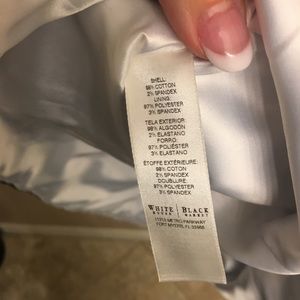 SHELL:
98% COTTON
2% SPANDEX
LINING:
97% POLYESTER
3% SPANDEX
TELA EXTERIOR:
98% ALGODÓN
2% ELASTANO
FORRO:
97% POLIÉSTER
3% ELASTANO
ÉTOFFE EXTÉRIEURE:
98% COTON
2% SPANDEX
DOUBLURE:
97% POLYESTER
3% SPANDEX
WHITE HOUSE | BLACK MARKET
11215 METRO PARKWAY
FORT MYERS, FL 33966